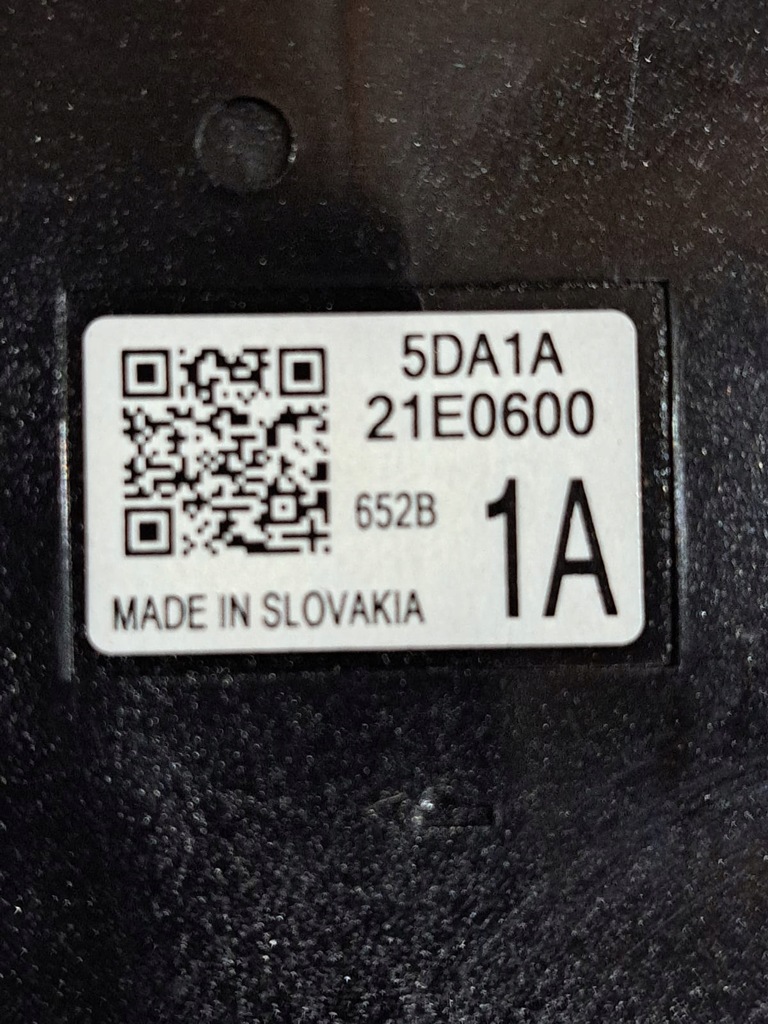 5DA1A
21E0600
652B
1A
MADE IN SLOVAKIA